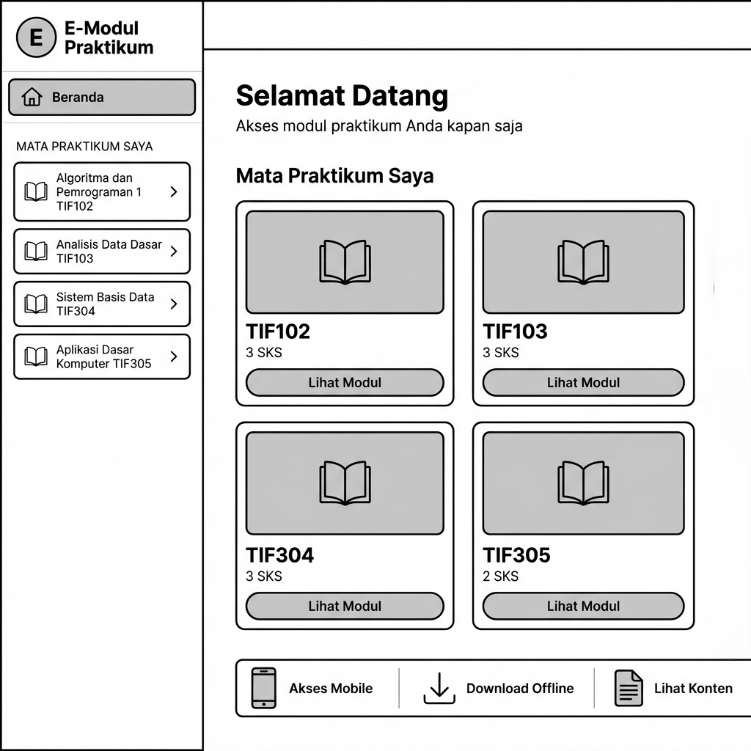 E
E-Modul
Praktikum
Beranda
MATA PRAKTIKUM SAYA
Algoritma dan
Pemrograman 1
TIF102
Analisis Data Dasar
TIF103
Sistem Basis Data
TIF304
Aplikasi Dasar
Komputer TIF305
Selamat Datang
Akses modul praktikum Anda kapan saja
Mata Praktikum Saya
TIF102
3 SKS
Lihat Modul
TIF103
3 SKS
Lihat Modul
TIF304
3 SKS
Lihat Modul
TIF305
2 SKS
Lihat Modul
Akses Mobile
Download Offline
Lihat Konten